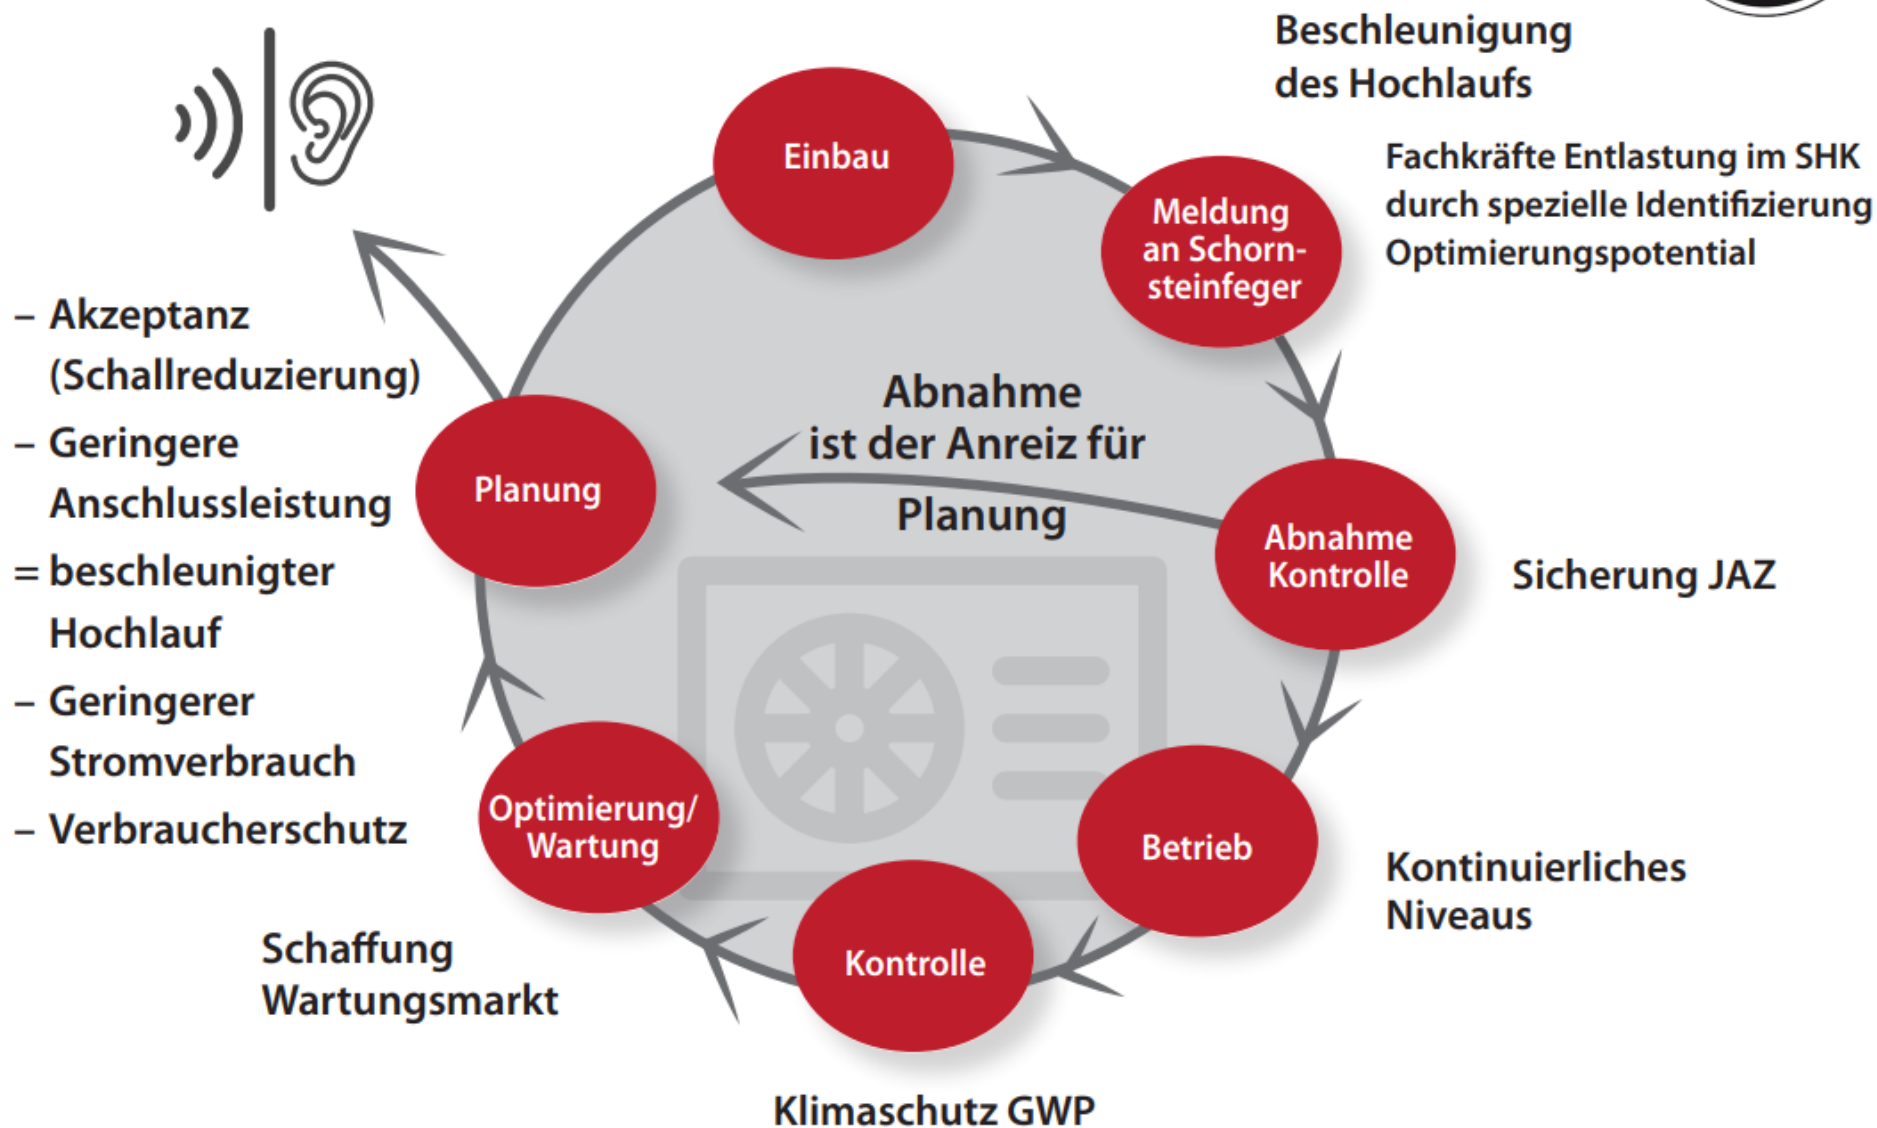 Beschleunigung
des Hochlaufs
Einbau
Fachkräfte Entlastung im SHK
durch spezielle Identifizierung
Optimierungspotential
Meldung
an Schorn-
steinfeger
– Akzeptanz
(Schallreduzierung)
– Geringere
Anschlussleistung
= beschleunigter
Hochlauf
– Geringerer
Stromverbrauch
– Verbraucherschutz
Abnahme
ist der Anreiz für
Planung
Planung
Abnahme
Kontrolle
Sicherung JAZ
Optimierung/
Wartung
Betrieb
Kontinuierliches
Niveaus
Schaffung
Wartungsmarkt
Kontrolle
Klimaschutz GWP